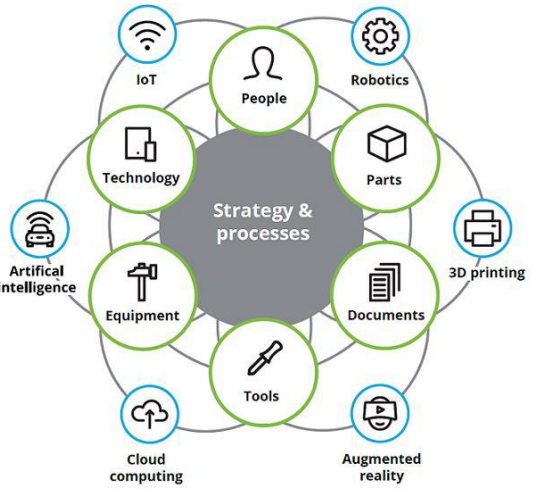 IoT
Robotics
People
Technology
Parts
Strategy &
processes
Artifical
intelligence
3D printing
Equipment
Documents
Tools
Cloud
computing
Augmented
reality